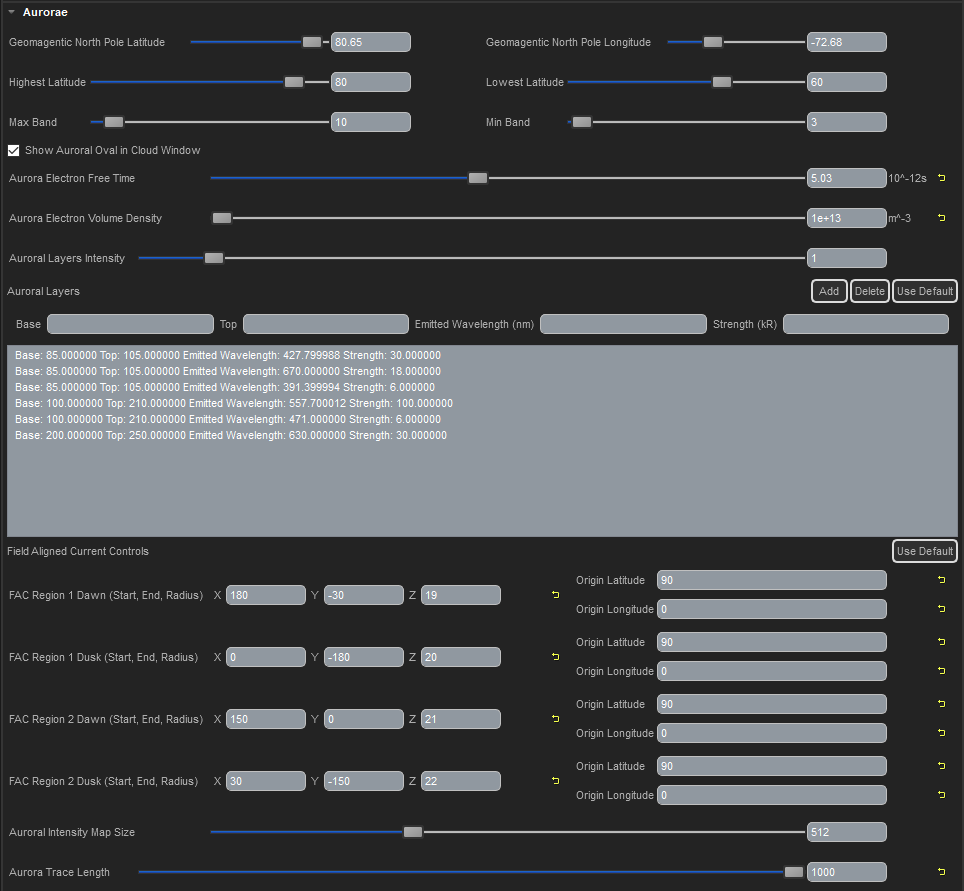 Aurorae
Geomagentic North Pole Latitude 80.65 Geomagentic North Pole Longitude -72.68
Highest Latitude 80 Lowest Latitude 60
Max Band 10 Min Band 3
Show Auroral Oval in Cloud Window
Aurora Electron Free Time 5.03 10^-12s
Aurora Electron Volume Density 1e+13 m^-3
Auroral Layers Intensity 1
Auroral Layers Add Delete Use Default
Base Top Emitted Wavelength (nm) Strength (kR)
Base: 85.000000 Top: 105.000000 Emitted Wavelength: 427.799988 Strength: 30.000000
Base: 85.000000 Top: 105.000000 Emitted Wavelength: 670.000000 Strength: 18.000000
Base: 85.000000 Top: 105.000000 Emitted Wavelength: 391.399994 Strength: 6.000000
Base: 100.000000 Top: 210.000000 Emitted Wavelength: 557.700012 Strength: 100.000000
Base: 100.000000 Top: 210.000000 Emitted Wavelength: 471.000000 Strength: 6.000000
Base: 200.000000 Top: 250.000000 Emitted Wavelength: 630.000000 Strength: 30.000000
Field Aligned Current Controls Use Default
FAC Region 1 Dawn (Start, End, Radius) X 180 Y -30 Z 19
Origin Latitude 90
Origin Longitude 0
FAC Region 1 Dusk (Start, End, Radius) X 0 Y -180 Z 20
Origin Latitude 90
Origin Longitude 0
FAC Region 2 Dawn (Start, End, Radius) X 150 Y 0 Z 21
Origin Latitude 90
Origin Longitude 0
FAC Region 2 Dusk (Start, End, Radius) X 30 Y -150 Z 22
Origin Latitude 90
Origin Longitude 0
Auroral Intensity Map Size 512
Aurora Trace Length 1000